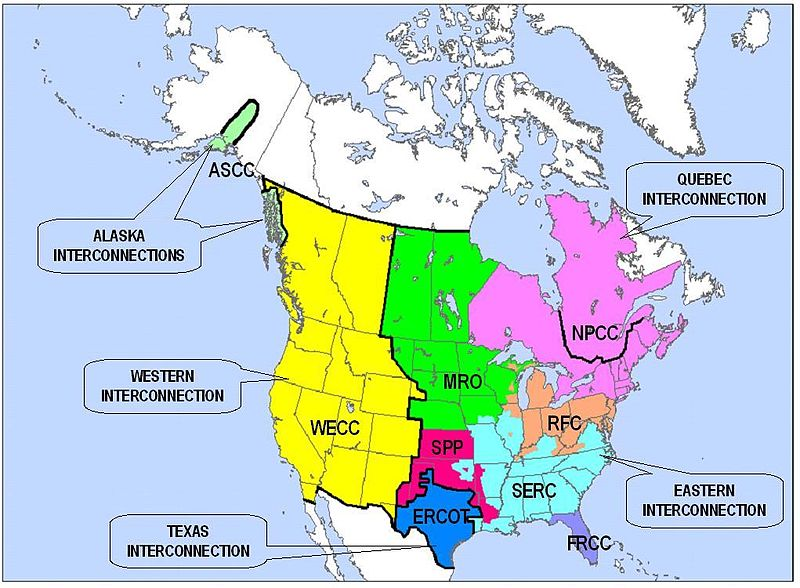 ASCC
QUEBEC
INTERCONNECTION
ALASKA
INTERCONNECTIONS
NPCC
WESTERN
INTERCONNECTION
MRO
WECC
RFC
SPP
SERC
EASTERN
INTERCONNECTION
ERCOT
TEXAS
INTERCONNECTION
FRCC